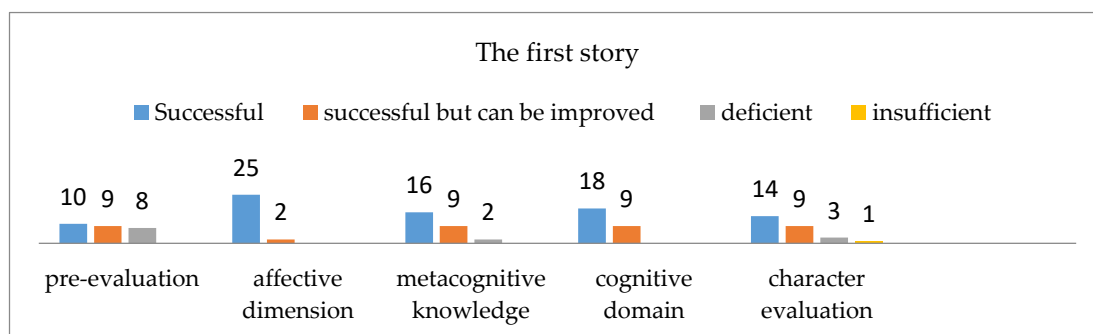 The first story
Successful successful but can be improved deficient insufficient
10 9 8 25 2 16 9 2 18 9 14 9 3 1
pre-evaluation affective dimension metacognitive knowledge cognitive domain character evaluation